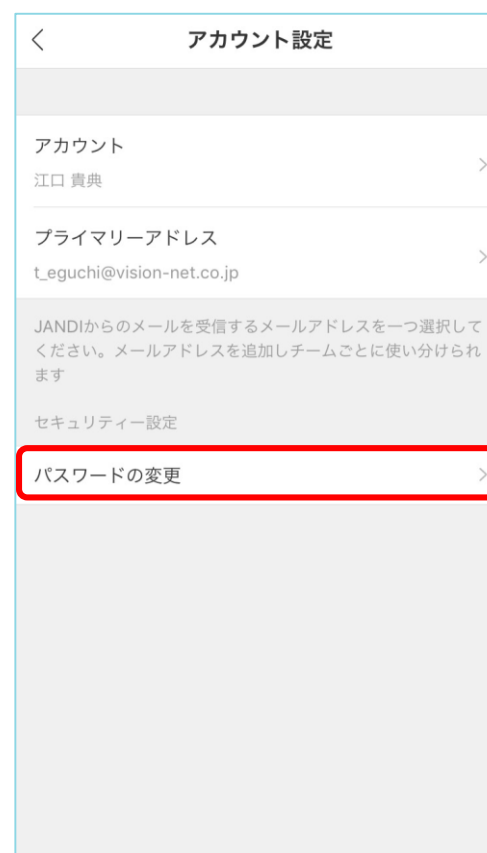 アカウント設定
アカウント
江口 貴典
プライマリーアドレス
t_eguchi@vision-net.co.jp
JANDIからのメールを受信するメールアドレスを一つ選択して
ください。メールアドレスを追加しチームごとに使い分けられ
ます
セキュリティー設定
パスワードの変更